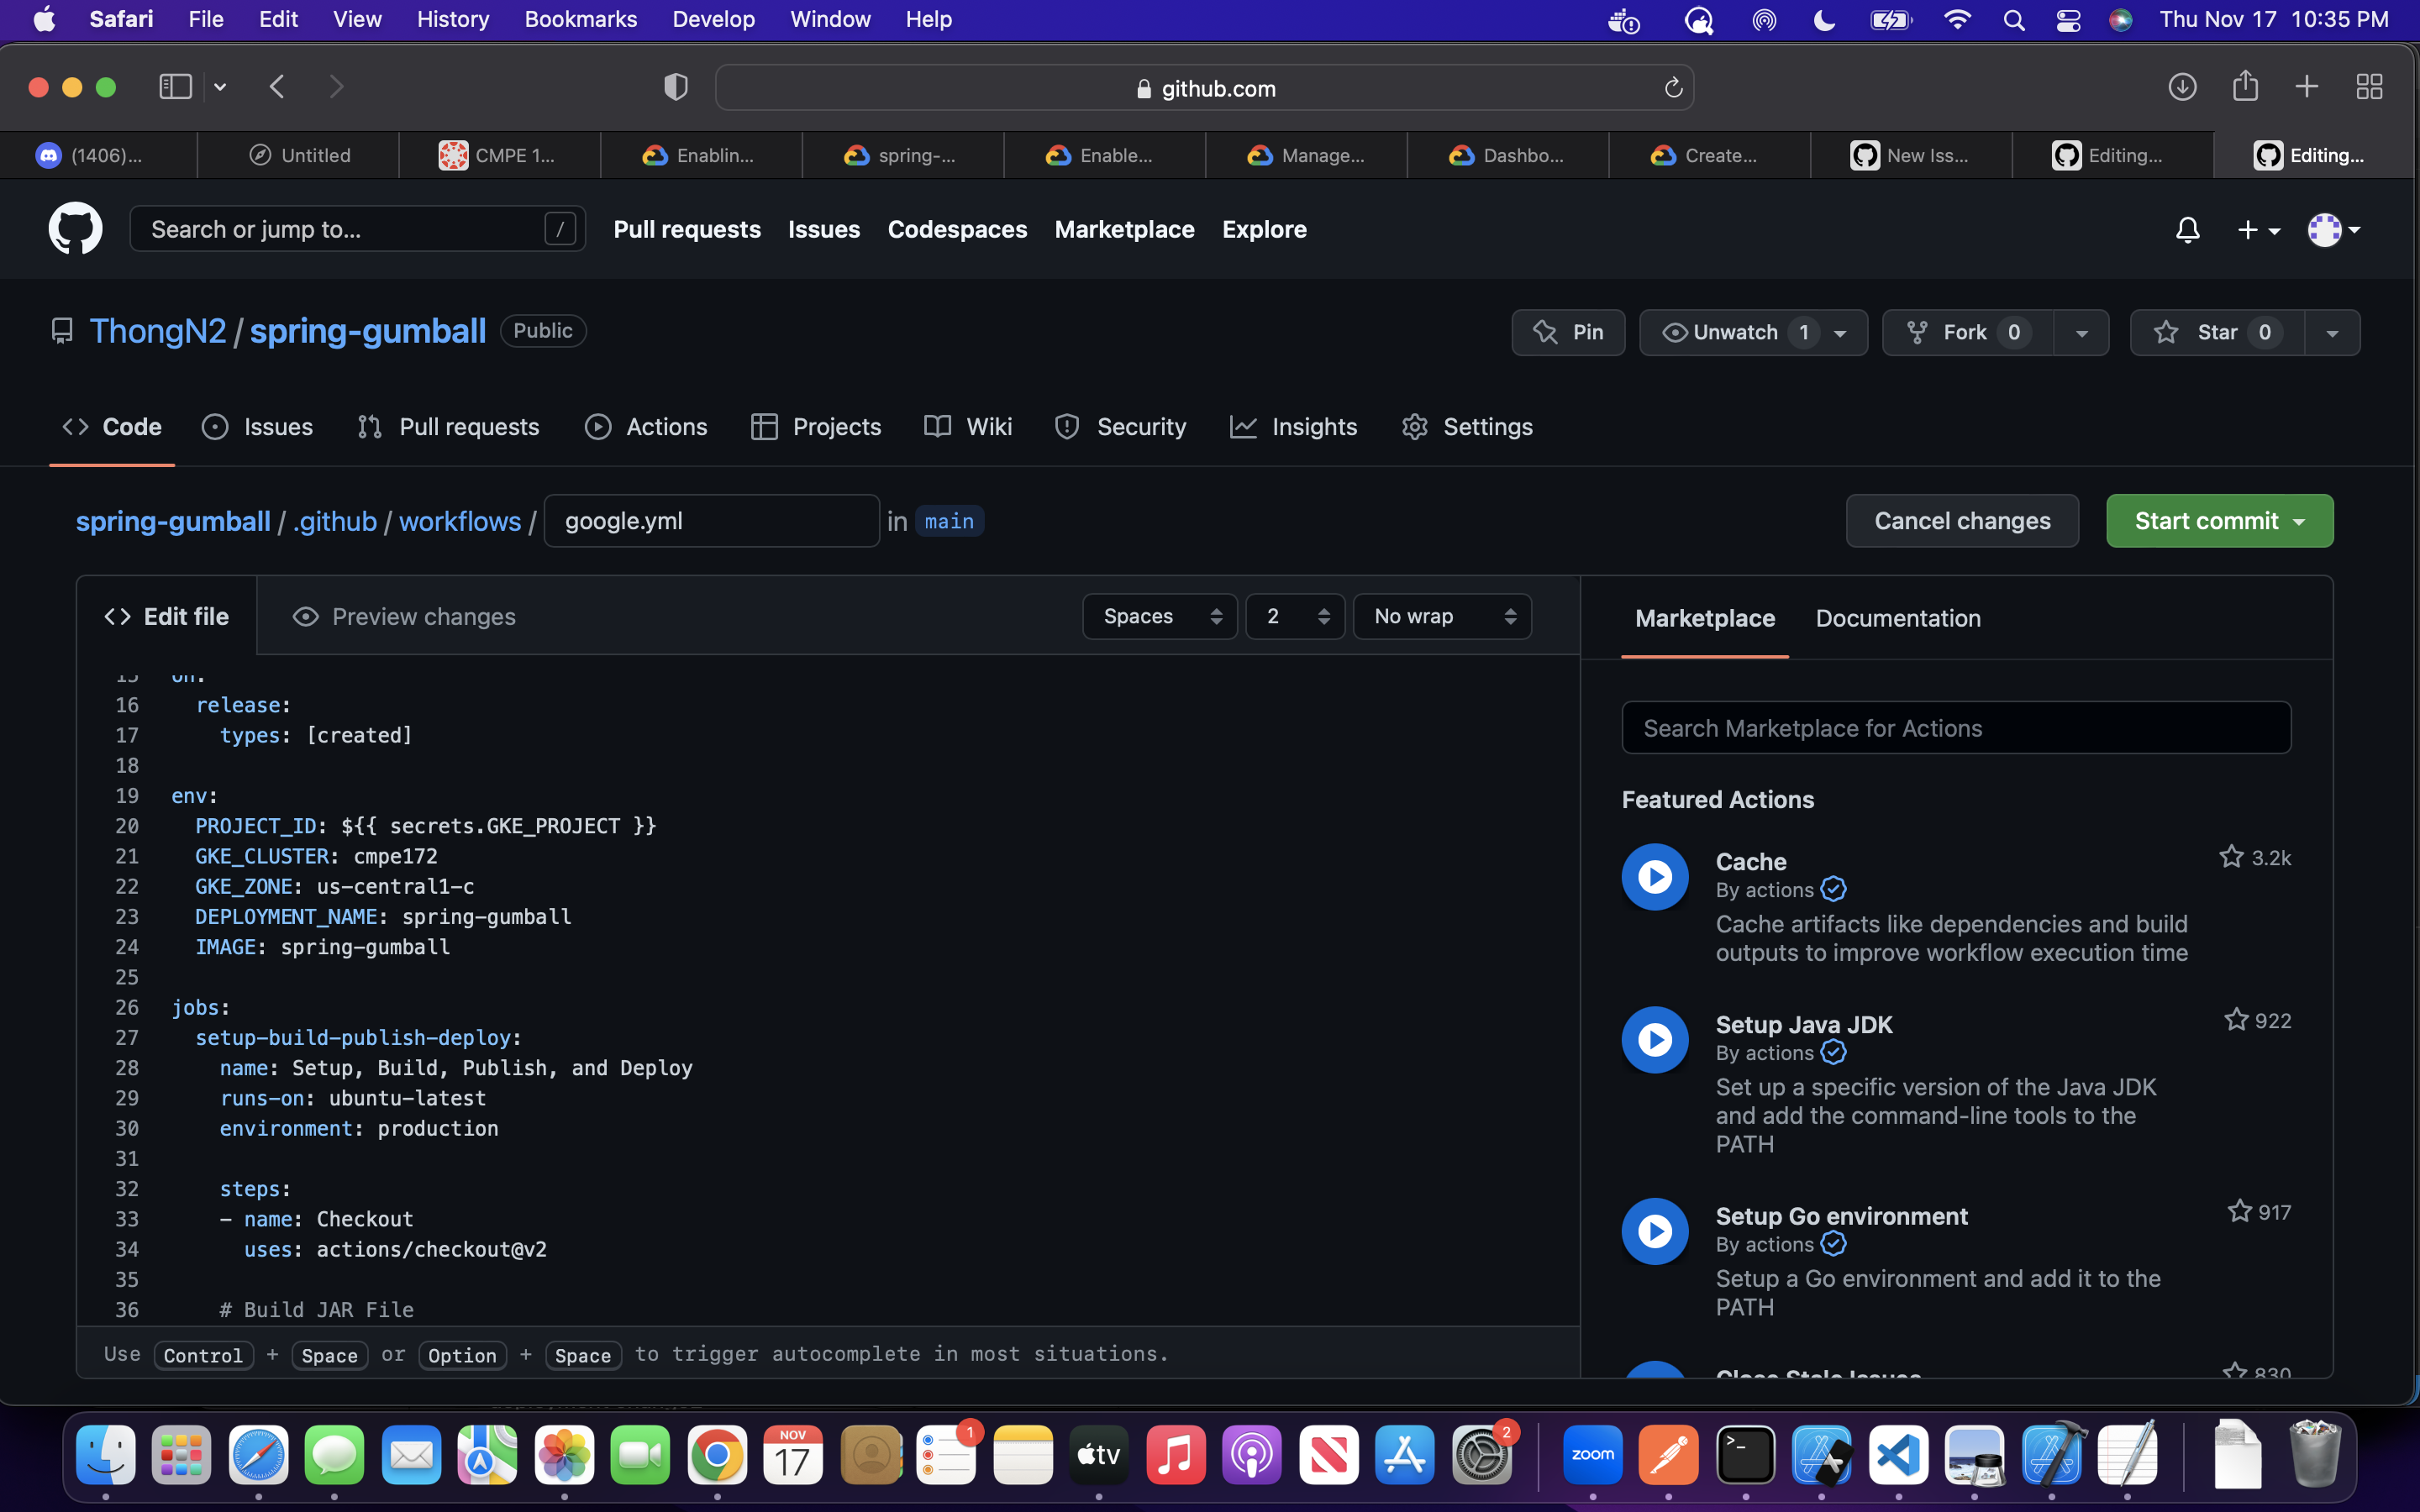 Safari File Edit View History Bookmarks Develop Window Help Thu Nov 17 10:35 PM
github.com
(1406)... Untitled CMPE 1... Enablin... spring-... Enable... Manage... Dashbo... Create... New Iss... Editing... Editing...
Search or jump to... / Pull requests Issues Codespaces Marketplace Explore
ThongN2 / spring-gumball Public Pin Unwatch 1 Fork 0 Star 0
Code Issues Pull requests Actions Projects Wiki Security Insights Settings
spring-gumball / .github / workflows / google.yml in main Cancel changes Start commit
<> Edit file Preview changes Spaces 2 No wrap
15 on:
16 release:
17 types: [created]
18
19 env:
20 PROJECT_ID: ${{ secrets.GKE_PROJECT }}
21 GKE_CLUSTER: cmpe172
22 GKE_ZONE: us-central1-c
23 DEPLOYMENT_NAME: spring-gumball
24 IMAGE: spring-gumball
25
26 jobs:
27 setup-build-publish-deploy:
28 name: Setup, Build, Publish, and Deploy
29 runs-on: ubuntu-latest
30 environment: production
31
32 steps:
33 - name: Checkout
34 uses: actions/checkout@v2
35
36 # Build JAR File
Use Control + Space or Option + Space to trigger autocomplete in most situations.
Marketplace Documentation
Search Marketplace for Actions
Featured Actions
Cache 3.2k
By actions
Cache artifacts like dependencies and build
outputs to improve workflow execution time
Setup Java JDK 922
By actions
Set up a specific version of the Java JDK
and add the command-line tools to the
PATH
Setup Go environment 917
By actions
Setup a Go environment and add it to the
PATH
Close Stale Issues 830
NOV
17
1
tv
2
zoom
>_